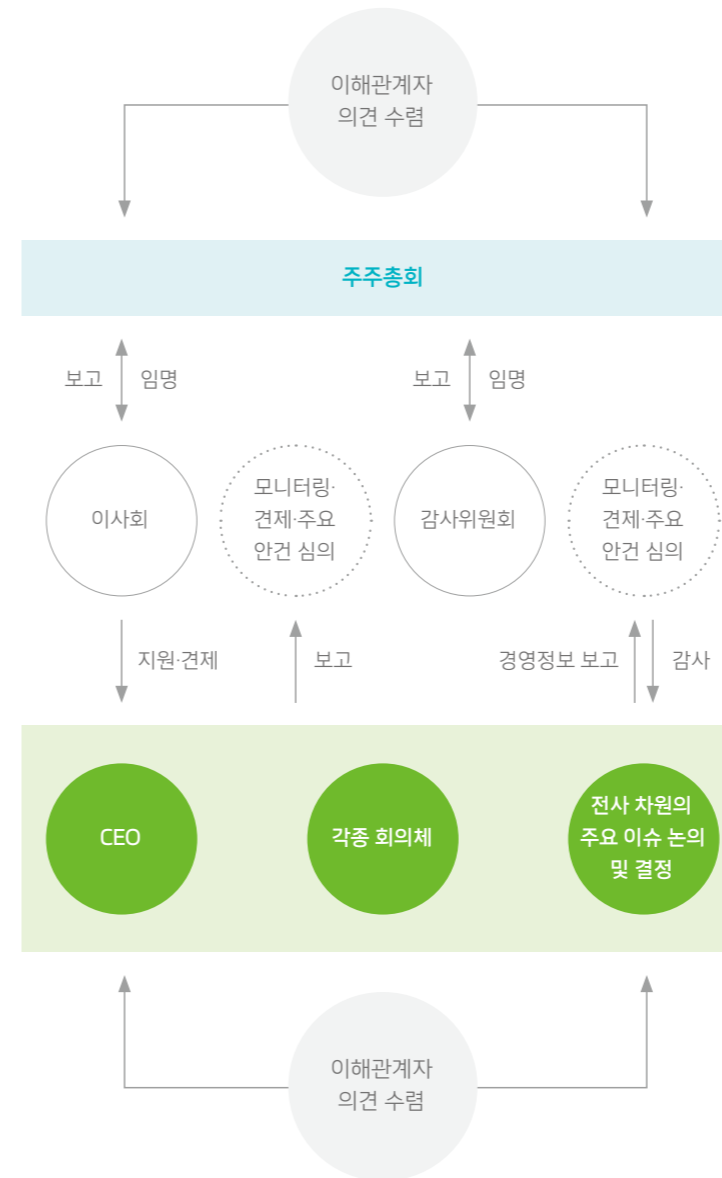 이해관계자
의견 수렴
주주총회
보고
임명
보고
임명
이사회
모니터링·
견제·주요
안건 심의
감사위원회
모니터링·
견제·주요
안건 심의
지원·견제
보고
경영정보 보고
감사
CEO
각종 회의체
전사 차원의
주요 이슈 논의
및 결정
이해관계자
의견 수렴